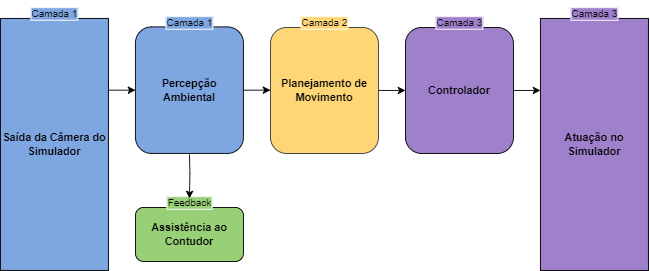 Camada 1
Saída da Câmera do
Simulador
Camada 1
Percepção
Ambiental
Camada 2
Planejamento de
Movimento
Camada 3
Controlador
Camada 3
Atuação no
Simulador
Feedback
Assistência ao
Contudor